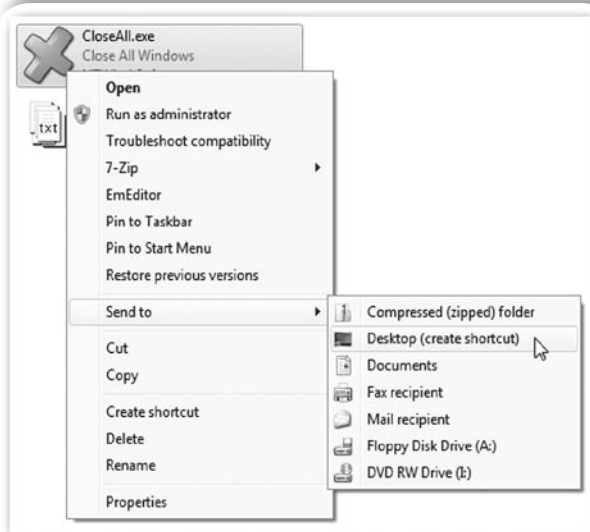 CloseAll.exe
Close All Windows
Open
Run as administrator
Troubleshoot compatibility
7-Zip
EmEditor
Pin to Taskbar
Pin to Start Menu
Restore previous versions
Send to
Cut
Copy
Create shortcut
Delete
Rename
Properties
Compressed (zipped) folder
Desktop (create shortcut)
Documents
Fax recipient
Mail recipient
Floppy Disk Drive (A:)
DVD RW Drive (I:)
txt